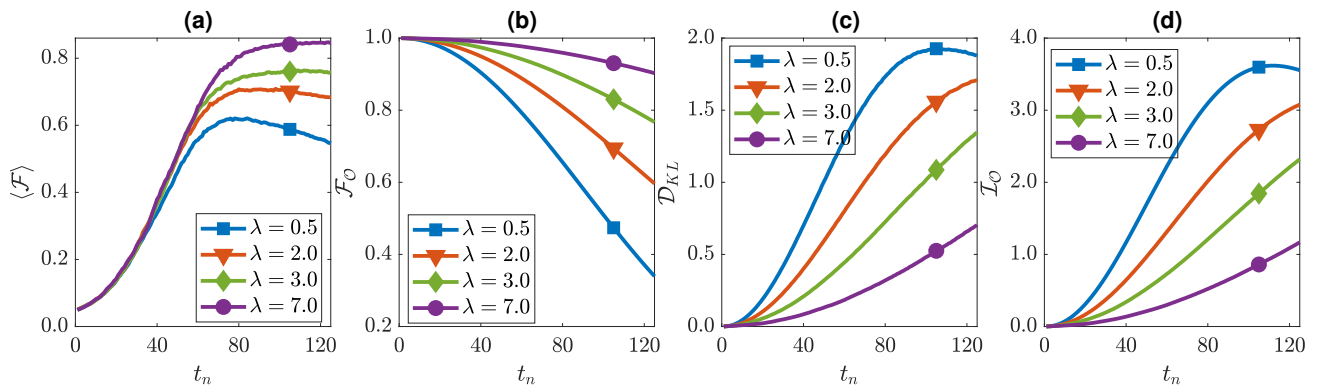 (a)
⟨ℱ⟩
0.8
0.6
0.4
0.2
0.0
0
40
80
120
t_n
λ = 0.5
λ = 2.0
λ = 3.0
λ = 7.0
(b)
ℱ_𝒪
1.0
0.8
0.6
0.4
0.2
0
40
80
120
t_n
λ = 0.5
λ = 2.0
λ = 3.0
λ = 7.0
(c)
𝒟_KL
2.0
1.5
1.0
0.5
0.0
0
40
80
120
t_n
λ = 0.5
λ = 2.0
λ = 3.0
λ = 7.0
(d)
ℐ_𝒪
4.0
3.0
2.0
1.0
0.0
0
40
80
120
t_n
λ = 0.5
λ = 2.0
λ = 3.0
λ = 7.0